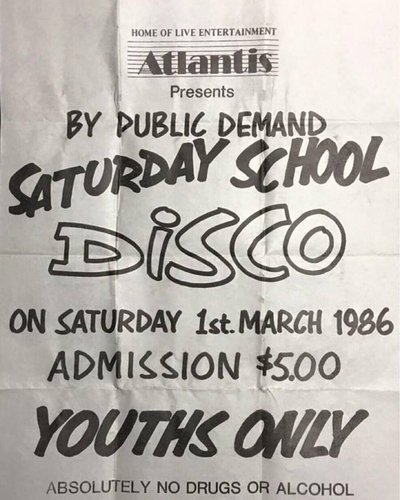 HOME OF LIVE ENTERTAINMENT
Atlantis
Presents
BY PUBLIC DEMAND
SATURDAY SCHOOL
DiSCO
ON SATURDAY 1st. MARCH 1986
ADMISSION $5.00
YOUTHS ONLY
ABSOLUTELY NO DRUGS OR ALCOHOL